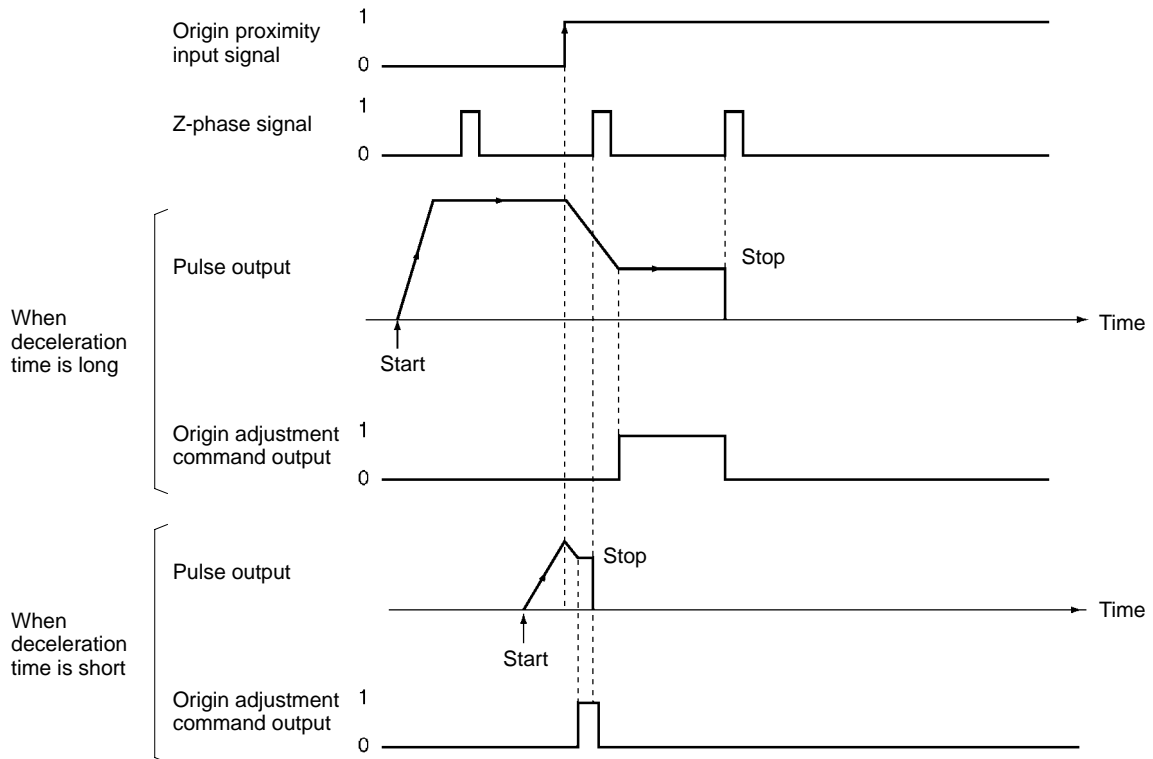 Origin proximity
input signal
1
0
Z-phase signal
1
0
When
deceleration
time is long
Pulse output
Stop
Time
Start
Origin adjustment
command output
1
0
When
deceleration
time is short
Pulse output
Stop
Time
Start
Origin adjustment
command output
1
0